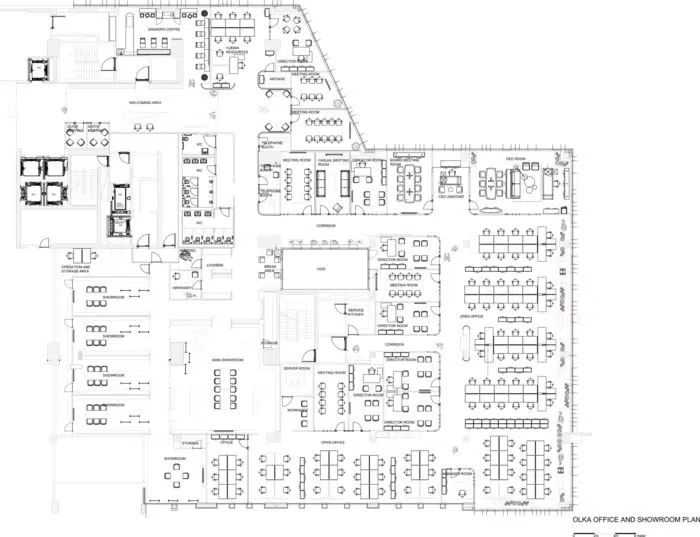 GRANDPA COFFEE
HUMAN
RESOURCES
DIRECTOR ROOM
MEETING ROOM
ARCHIVE
WELCOMING AREA
MEETING ROOM
TELEPHONE
BOOTH
WC
MEETING ROOM
CASUAL MEETING
ROOM
DIRECTOR ROOM
BOARD MEETING
ROOM
CEO ROOM
TELEPHONE
BOOTH
WC
CEO ASISTANT
WC
CORRIDOR
DIRECTOR ROOM
OPERATION AND
STORAGE AREA
LOCKERS
BREAK
AREA
VOID
INFIRMARY
MEETING ROOM
SHOWROOM
SERVICE
KITCHEN
OPEN OFFICE
DIRECTOR ROOM
SHOWROOM
STORAGE
CORRIDOR
MAIN SHOWROOM
DIRECTOR ROOM
SHOWROOM
SERVER ROOM
MEETING ROOM
DIRECTOR ROOM
SHOWROOM
DIRECTOR ROOM
STORAGE
OFFICE
OPEN OFFICE
SHOWROOM
MANAGER ROOM
OLKA OFFICE AND SHOWROOM PLAN